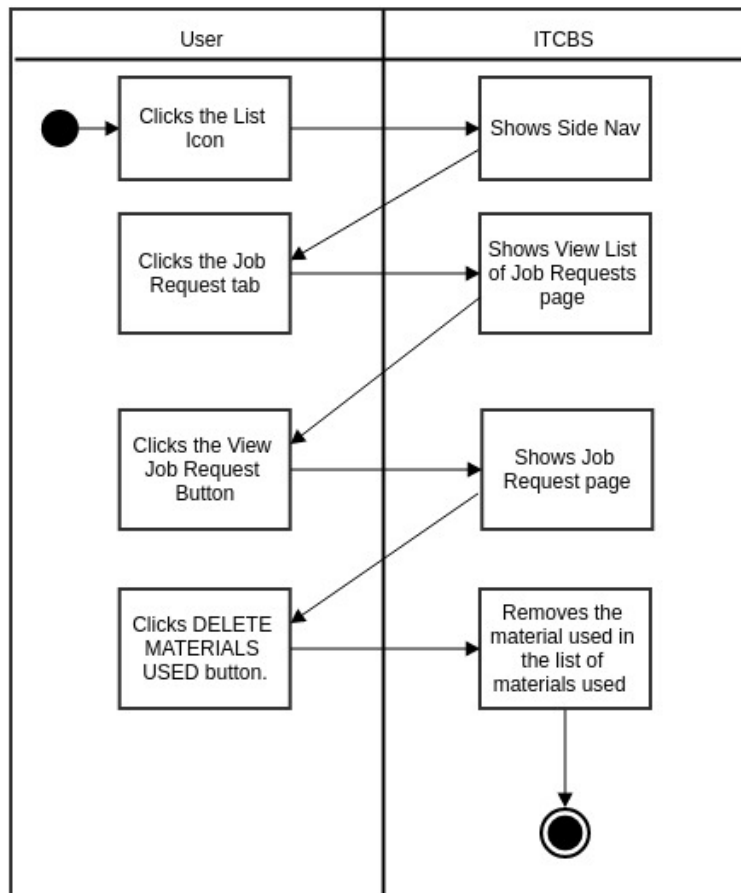 User
ITCBS
Clicks the List
Icon
Shows Side Nav
Clicks the Job
Request tab
Shows View List
of Job Requests
page
Clicks the View
Job Request
Button
Shows Job
Request page
Clicks DELETE
MATERIALS
USED button.
Removes the
material used in
the list of
materials used